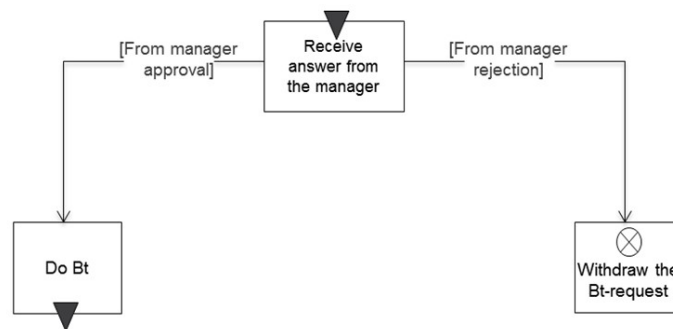 [From manager
approval]
Receive
answer from
the manager
[From manager
rejection]
Do Bt
Withdraw the
Bt-request